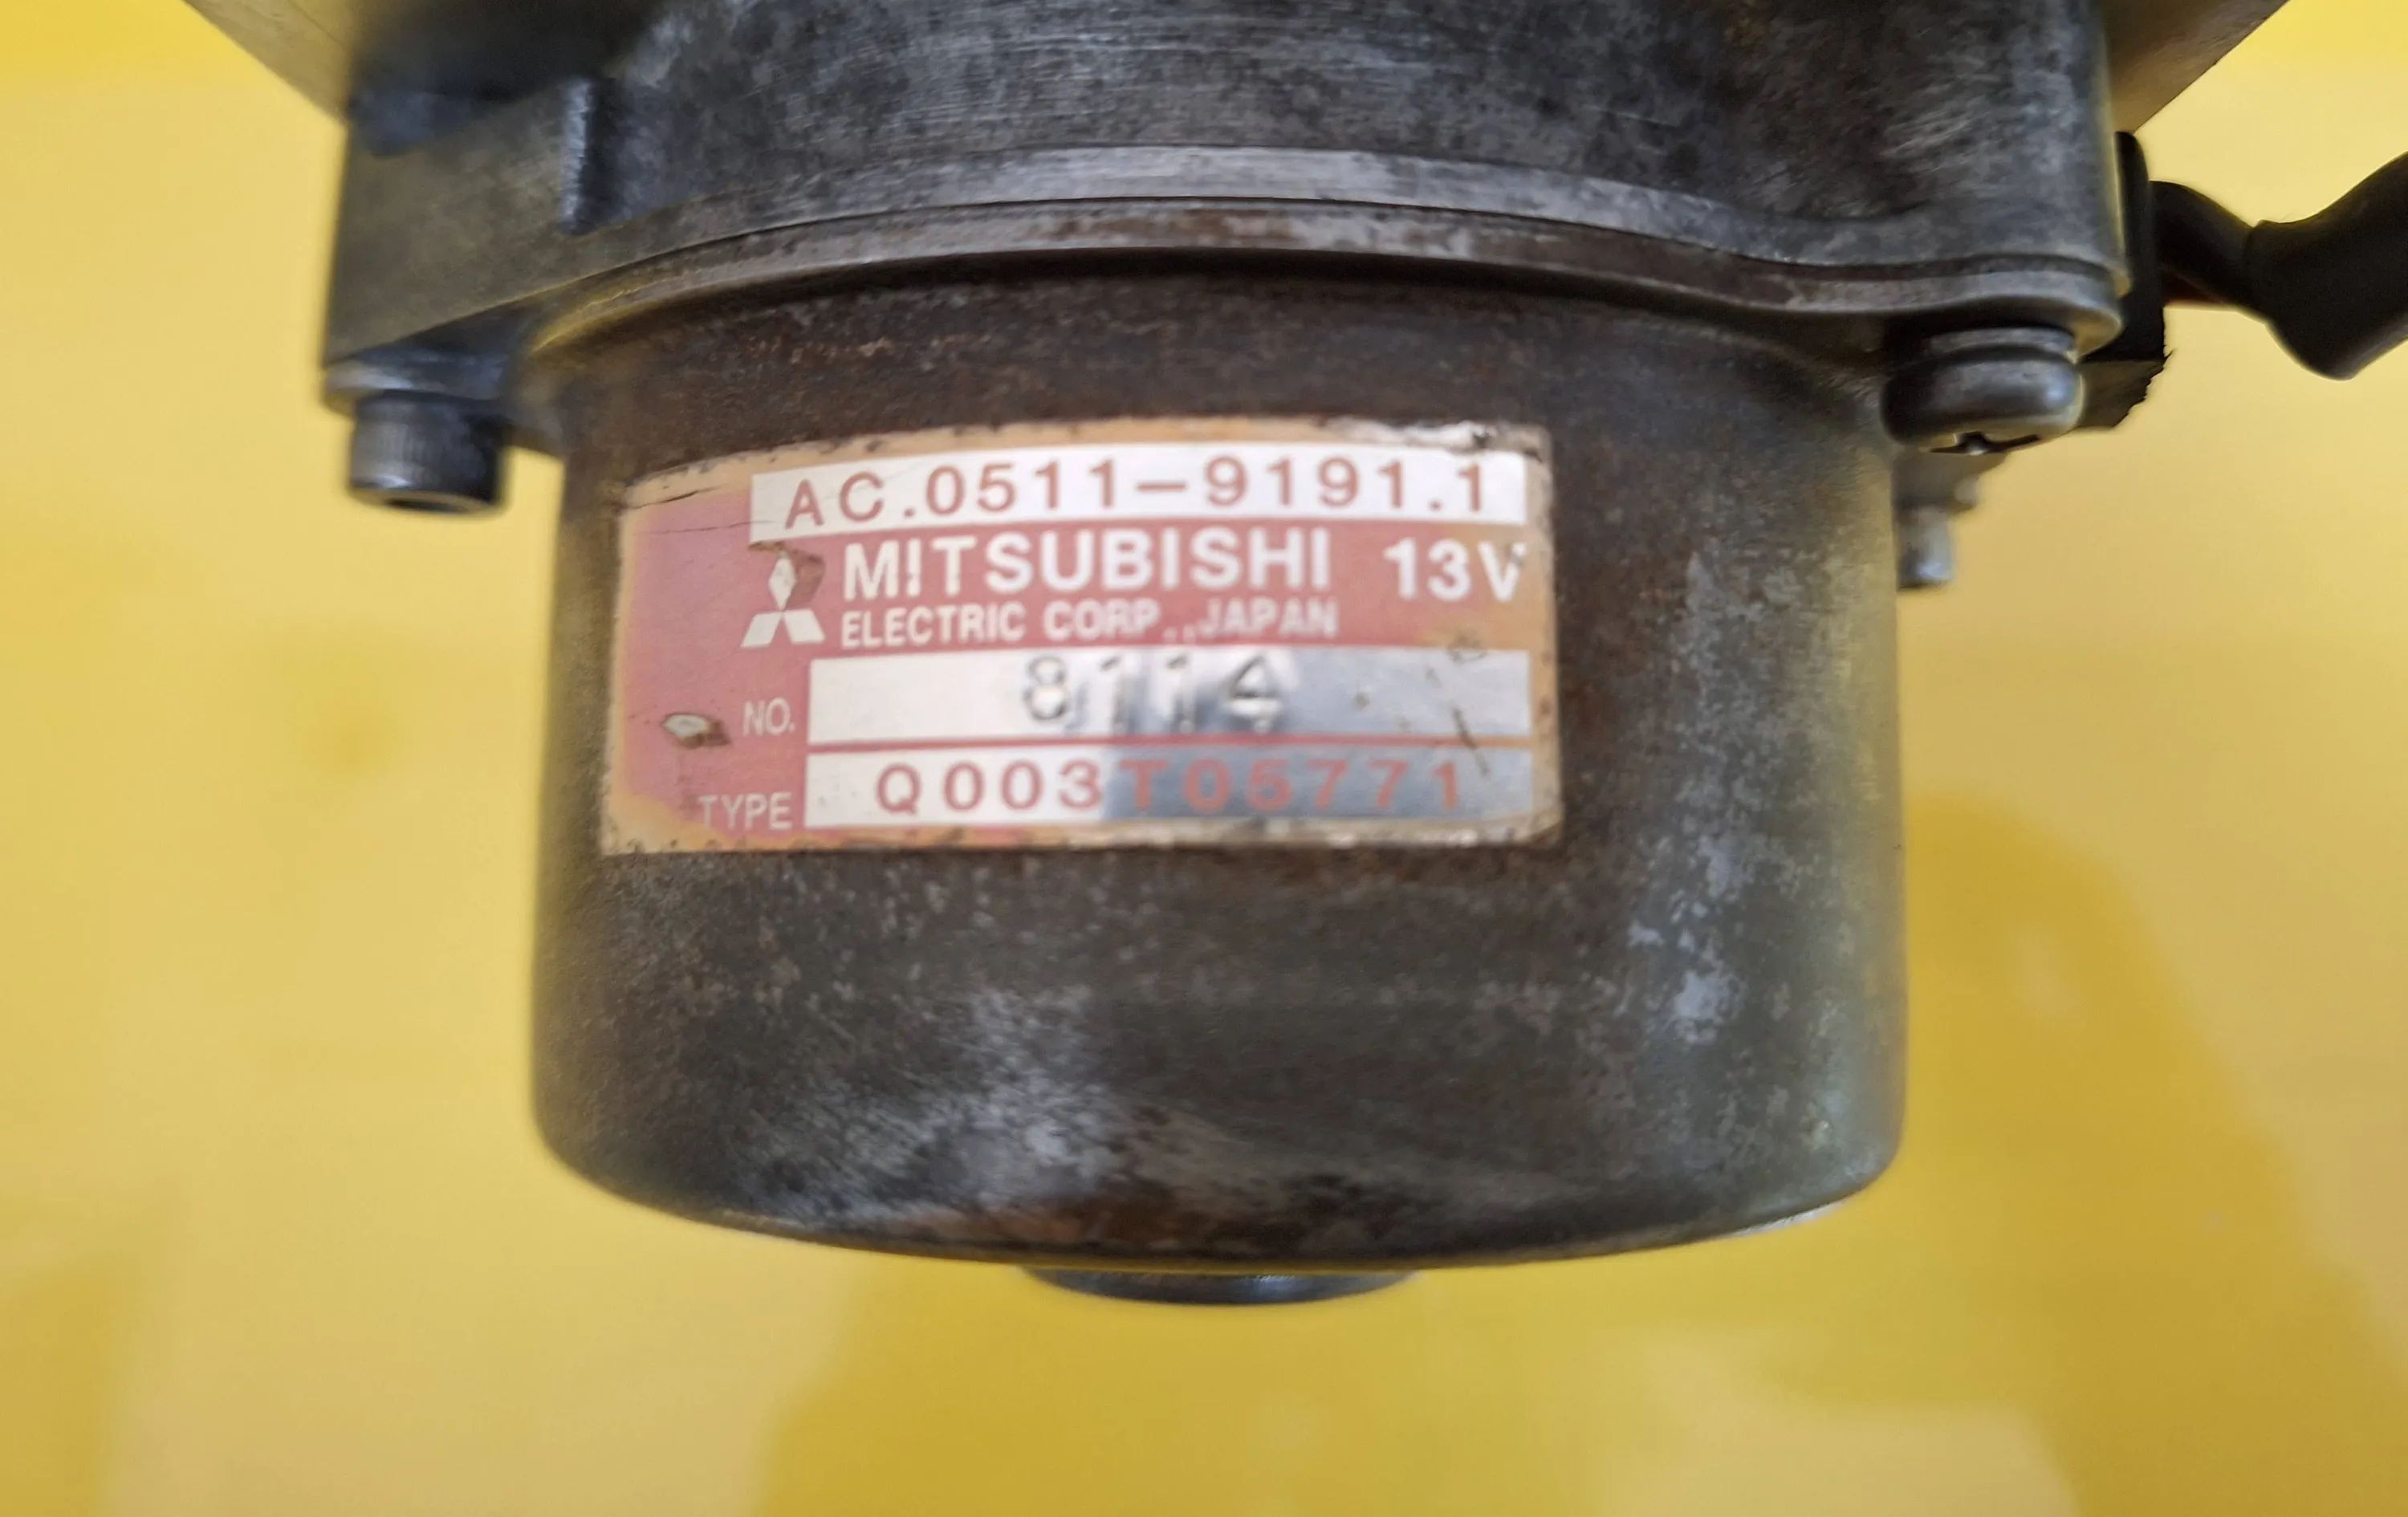 AC.0511-9191.1
MITSUBISHI 13V
ELECTRIC CORP., JAPAN
NO. 8114
TYPE Q003T05771